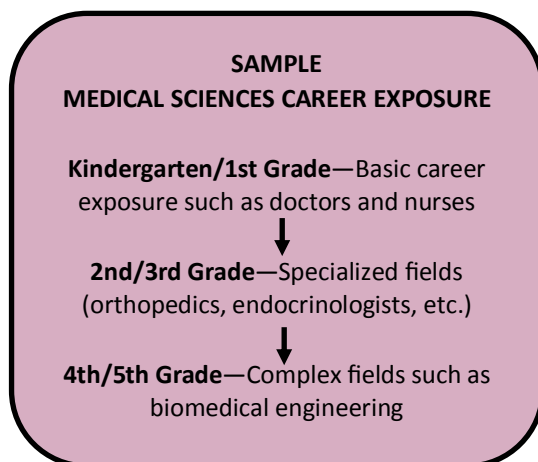 SAMPLE
MEDICAL SCIENCES CAREER EXPOSURE
Kindergarten/1st Grade—Basic career
exposure such as doctors and nurses
2nd/3rd Grade—Specialized fields
(orthopedics, endocrinologists, etc.)
4th/5th Grade—Complex fields such as
biomedical engineering